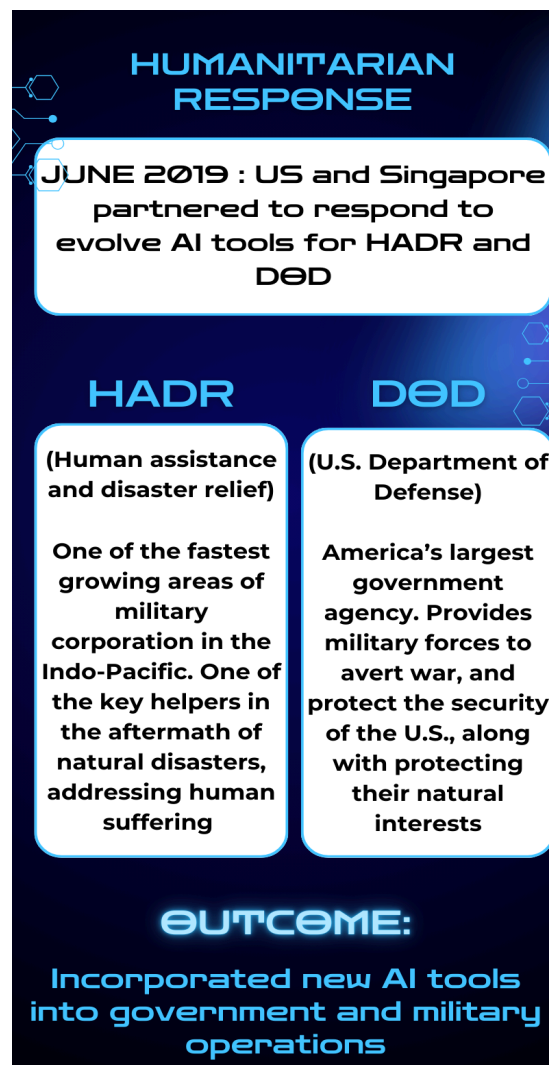 HUMANITARIAN
RESPONSE
JUNE 2019 : US and Singapore
partnered to respond to
evolve AI tools for HADR and
DOD
HADR
(Human assistance
and disaster relief)
One of the fastest
growing areas of
military
corporation in the
Indo-Pacific. One of
the key helpers in
the aftermath of
natural disasters,
addressing human
suffering
DOD
(U.S. Department of
Defense)
America’s largest
government
agency. Provides
military forces to
avert war, and
protect the security
of the U.S., along
with protecting
their natural
interests
OUTCOME:
Incorporated new AI tools
into government and military
operations